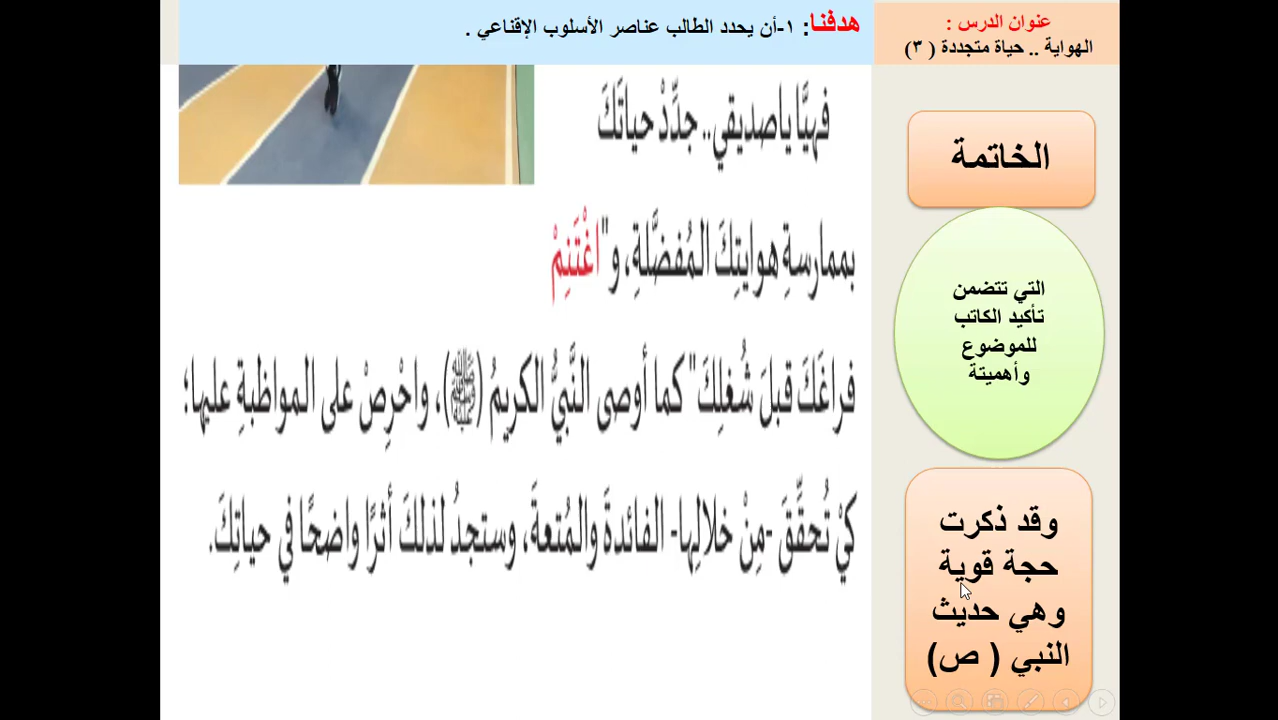 عنوان الدرس :
الهواية .. حياة متجددة ( ٣)
هدفنا: ١-أن يحدد الطالب عناصر الأسلوب الإقناعي .
الخاتمة
التي تتضمن
تأكيد الكاتب
للموضوع
وأهميتة
وقد ذكرت
حجة قوية
وهي حديث
النبي ( ص)
فهيَّا ياصديقي.. جدِّدْ حياتَكَ
بممارسةِ هوايتِكَ المُفضَّلةِ، و"اغْتَنِمْ
فراغَكَ قبلَ شُغلِكَ" كما أوصى النَّبيُّ الكريمُ (ﷺ)، واحْرِصْ على المواظبةِ عليها؛
كيْ تُحقِّقَ -مِنْ خلالِها- الفائدةَ والمُتعةَ، وستجدُ لذلكَ أثرًا واضحًا في حياتِكَ.